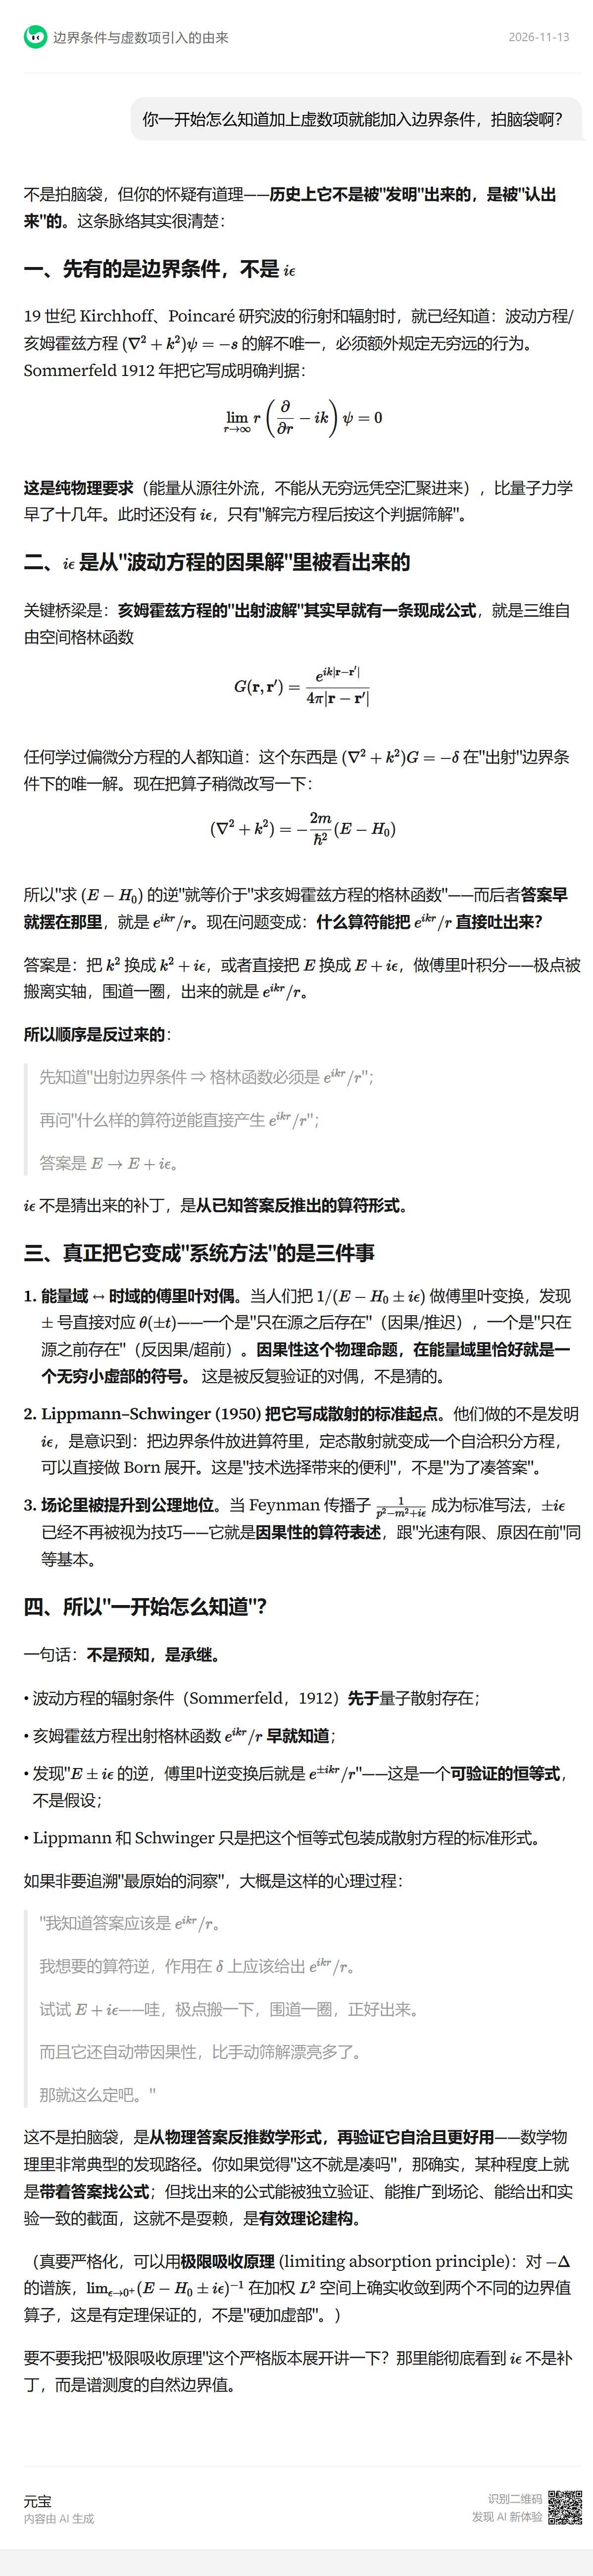 边界条件与虚数项引入的由来
2026-11-13
你一开始怎么知道加上虚数项就能加入边界条件，拍脑袋啊？
不是拍脑袋，但你的怀疑有道理——历史上它不是被"发明"出来的，是被"认出
来"的。这条脉络其实很清楚：
一、先有的是边界条件，不是 iϵ
19 世纪 Kirchhoff、Poincaré 研究波的衍射和辐射时，就已经知道：波动方程/
亥姆霍兹方程 (∇² + k²)ψ = −s 的解不唯一，必须额外规定无穷远的行为。
Sommerfeld 1912 年把它写成明确判据：
lim_{r→∞} r (∂/∂r − ik) ψ = 0
这是纯物理要求（能量从源往外流，不能从无穷远凭空汇聚进来），比量子力学
早了十几年。此时还没有 iϵ，只有"解完方程后按这个判据筛解"。
二、iϵ 是从"波动方程的因果解"里被看出来的
关键桥梁是：亥姆霍兹方程的"出射波解"其实早就有一条现成公式，就是三维自
由空间格林函数
G(r, r′) = e^{ik|r−r′|} / 4π|r − r′|
任何学过偏微分方程的人都知道：这个东西是 (∇² + k²)G = −δ 在"出射"边界条
件下的唯一解。现在把算子稍微改写一下：
(∇² + k²) = −2m/ℏ² (E − H₀)
所以"求 (E − H₀) 的逆"就等价于"求亥姆霍兹方程的格林函数"——而后者答案早
就摆在那里，就是 e^{ikr}/r。现在问题变成：什么算符能把 e^{ikr}/r 直接吐出来？
答案是：把 k² 换成 k² + iϵ，或者直接把 E 换成 E + iϵ，做傅里叶积分——极点被
搬离实轴，围道一圈，出来的就是 e^{ikr}/r。
所以顺序是反过来的：
先知道"出射边界条件 ⇒ 格林函数必须是 e^{ikr}/r"；
再问"什么样的算符逆能直接产生 e^{ikr}/r"；
答案是 E → E + iϵ。
iϵ 不是猜出来的补丁，是从已知答案反推出的算符形式。
三、真正把它变成"系统方法"的是三件事
1. 能量域 ↔ 时域的傅里叶对偶。当人们把 1/(E − H₀ ± iϵ) 做傅里叶变换，发现
± 号直接对应 θ(±t)——一个是"只在源之后存在"（因果/推迟），一个是"只在
源之前存在"（反因果/超前）。因果性这个物理命题，在能量域里恰好就是一
个无穷小虚部的符号。 这是被反复验证的对偶，不是猜的。
2. Lippmann–Schwinger (1950) 把它写成散射的标准起点。他们做的不是发明
iϵ，是意识到：把边界条件放进算符里，定态散射就变成一个自洽积分方程，
可以直接做 Born 展开。这是"技术选择带来的便利"，不是"为了凑答案"。
3. 场论里被提升到公理地位。当 Feynman 传播子 1/(p²−m²+iϵ) 成为标准写法，±iϵ
已经不再被视为技巧——它就是因果性的算符表述，跟"光速有限、原因在前"同
等基本。
四、所以"一开始怎么知道"？
一句话：不是预知，是承继。
• 波动方程的辐射条件（Sommerfeld，1912）先于量子散射存在；
• 亥姆霍兹方程出射格林函数 e^{ikr}/r 早就知道；
• 发现"E ± iϵ 的逆，傅里叶逆变换后就是 e^{±ikr}/r"——这是一个可验证的恒等式，
不是假设；
• Lippmann 和 Schwinger 只是把这个恒等式包装成散射方程的标准形式。
如果非要追溯"最原始的洞察"，大概是这样的心理过程：
"我知道答案应该是 e^{ikr}/r。
我想要的算符逆，作用在 δ 上应该给出 e^{ikr}/r。
试试 E + iϵ——哇，极点搬一下，围道一圈，正好出来。
而且它还自动带因果性，比手动筛解漂亮多了。
那就这么定吧。"
这不是拍脑袋，是从物理答案反推数学形式，再验证它自洽且更好用——数学物
理里非常典型的发现路径。你如果觉得"这不就是凑吗"，那确实，某种程度上就
是带着答案找公式；但找出来的公式能被独立验证、能推广到场论、能给出和实
验一致的截面，这就不是耍赖，是有效理论建构。
（真要严格化，可以用极限吸收原理 (limiting absorption principle)：对 −Δ
的谱族，lim_{ϵ→0⁺}(E − H₀ ± iϵ)⁻¹ 在加权 L² 空间上确实收敛到两个不同的边界值
算子，这是有定理保证的，不是"硬加虚部"。）
要不要我把"极限吸收原理"这个严格版本展开讲一下？那里能彻底看到 iϵ 不是补
丁，而是谱测度的自然边界值。
元宝
内容由 AI 生成
识别二维码
发现 AI 新体验